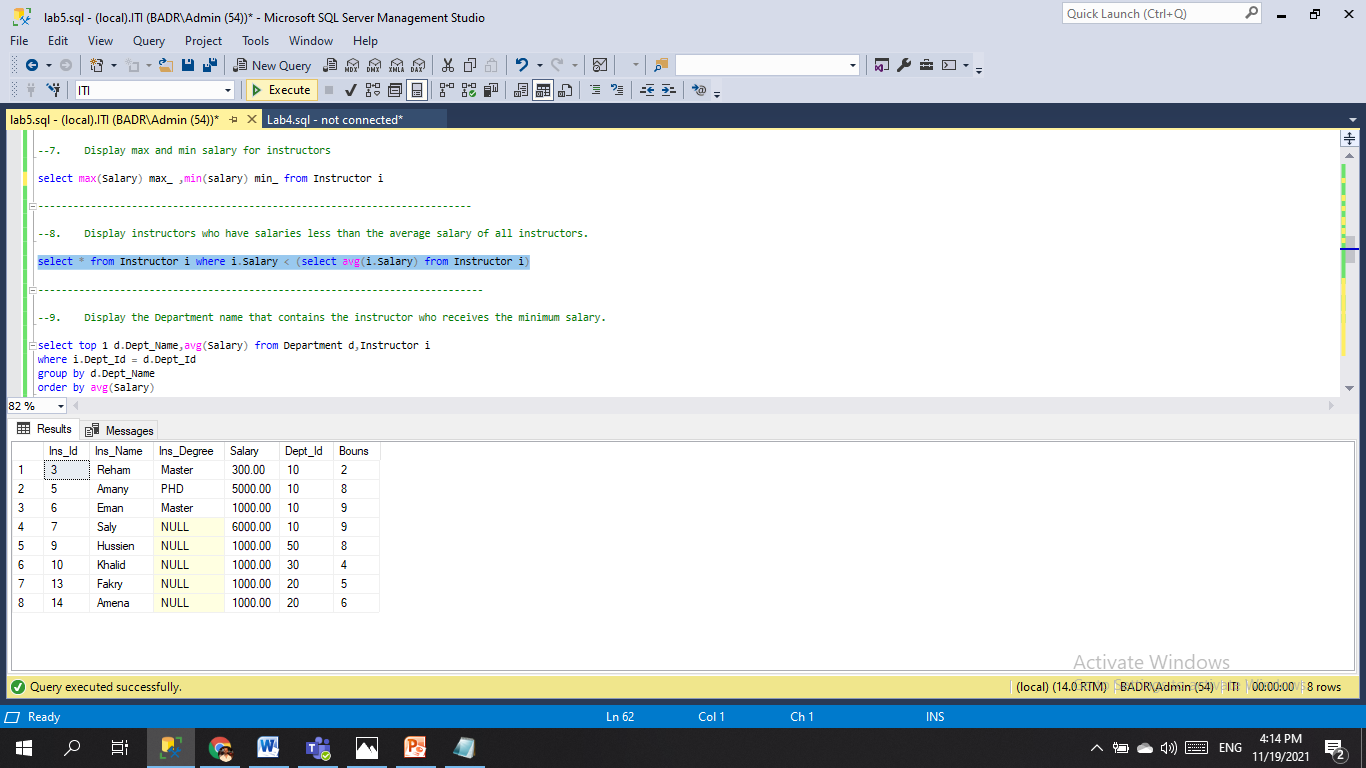 lab5.sql - (local).ITI (BADR\Admin (54))* - Microsoft SQL Server Management Studio
Quick Launch (Ctrl+Q)
File Edit View Query Project Tools Window Help
New Query MDX DMX XMLA DAX
ITI Execute
lab5.sql - (local).ITI (BADR\Admin (54))* Lab4.sql - not connected*
--7. Display max and min salary for instructors
select max(Salary) max_ ,min(salary) min_ from Instructor i
--------------------------------------------------------------------------
--8. Display instructors who have salaries less than the average salary of all instructors.
select * from Instructor i where i.Salary < (select avg(i.Salary) from Instructor i)
----------------------------------------------------------------------------
--9. Display the Department name that contains the instructor who receives the minimum salary.
select top 1 d.Dept_Name,avg(Salary) from Department d,Instructor i
where i.Dept_Id = d.Dept_Id
group by d.Dept_Name
order by avg(Salary)
82 %
Results Messages
Ins_Id Ins_Name Ins_Degree Salary Dept_Id Bouns
1 3 Reham Master 300.00 10 2
2 5 Amany PHD 5000.00 10 8
3 6 Eman Master 1000.00 10 9
4 7 Saly NULL 6000.00 10 9
5 9 Hussien NULL 1000.00 50 8
6 10 Khalid NULL 1000.00 30 4
7 13 Fakry NULL 1000.00 20 5
8 14 Amena NULL 1000.00 20 6
Activate Windows
Go to Settings to activate Windows.
Query executed successfully. (local) (14.0 RTM) BADR\Admin (54) ITI 00:00:00 8 rows
Ready Ln 62 Col 1 Ch 1 INS
ENG 4:14 PM
11/19/2021 2